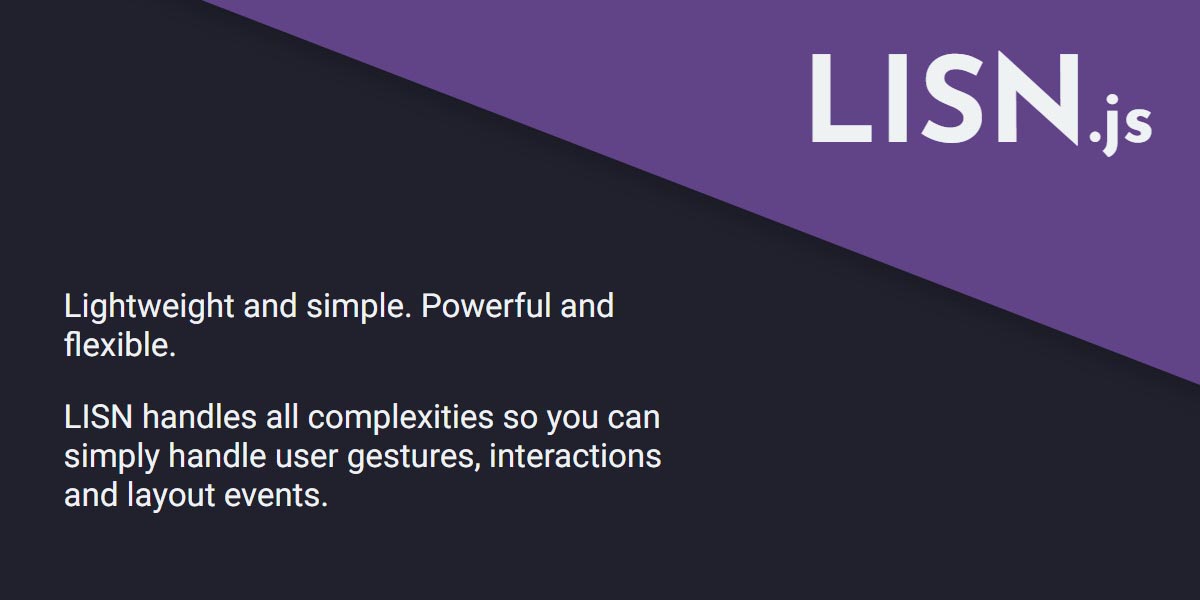 LISN.js
Lightweight and simple. Powerful and
flexible.
LISN handles all complexities so you can
simply handle user gestures, interactions
and layout events.